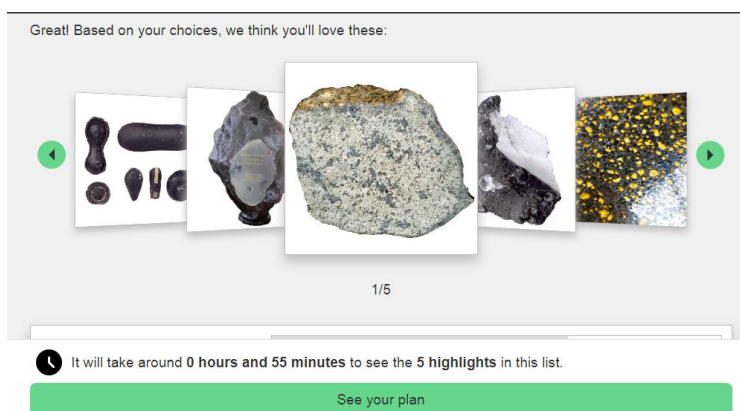 Great! Based on your choices, we think you'll love these:
1/5
It will take around 0 hours and 55 minutes to see the 5 highlights in this list.
See your plan